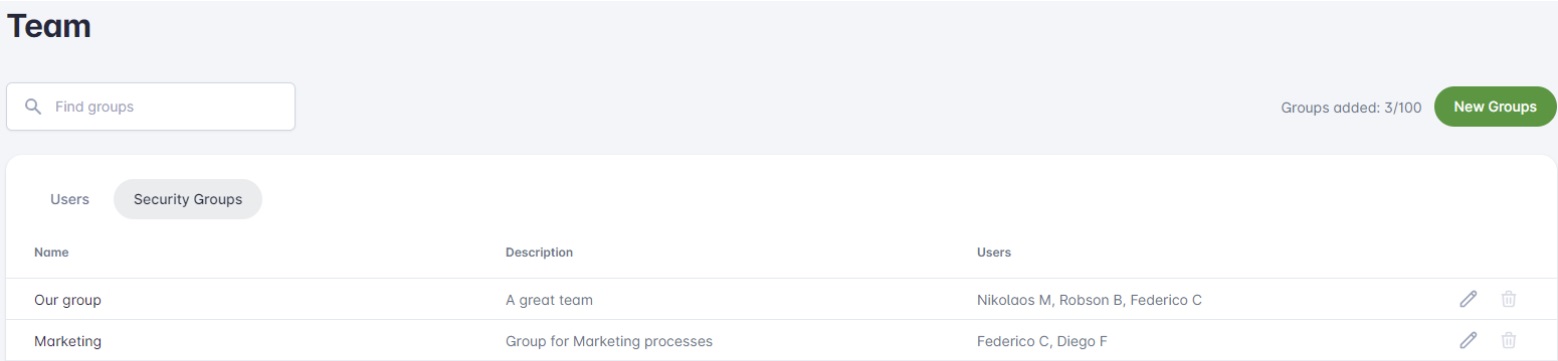 Team
Find groups
Groups added: 3/100 New Groups
Users Security Groups
Name Description Users
Our group A great team Nikolaos M, Robson B, Federico C
Marketing Group for Marketing processes Federico C, Diego F